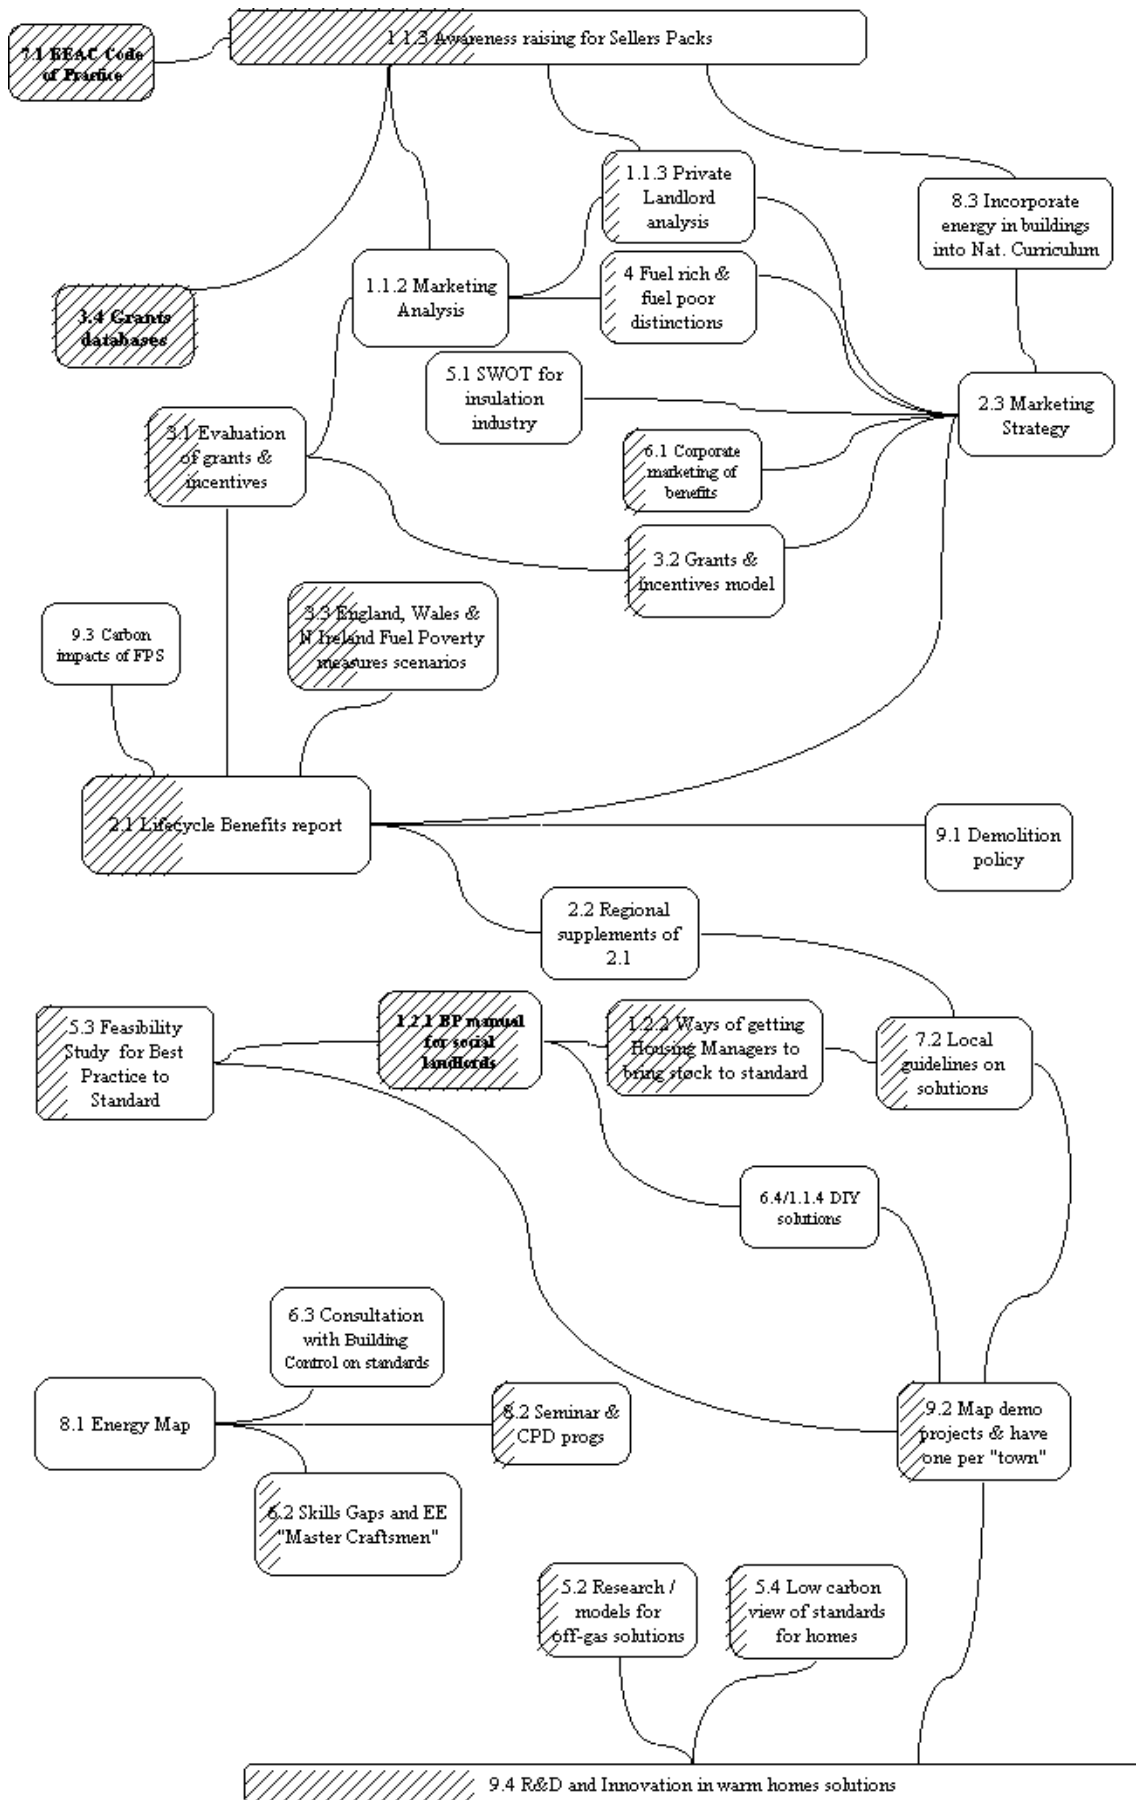 1.1.3 Awareness raising for Sellers Packs
7.1 EEAC Code
of Practice
1.1.3 Private
Landlord
analysis
8.3 Incorporate
energy in buildings
into Nat. Curriculum
1.1.2 Marketing
Analysis
4 Fuel rich &
fuel poor
distinctions
3.4 Grants
databases
5.1 SWOT for
insulation
industry
2.3 Marketing
Strategy
3.1 Evaluation
of grants &
incentives
6.1 Corporate
marketing of
benefits
3.2 Grants &
incentives model
9.3 Carbon
impacts of FPS
3.3 England, Wales &
N Ireland Fuel Poverty
measures scenarios
2.1 Lifecycle Benefits report
9.1 Demolition
policy
2.2 Regional
supplements of
2.1
5.3 Feasibility
Study for Best
Practice to
Standard
1.2.1 BP manual
for social
landlords
1.2.2 Ways of getting
Housing Managers to
bring stock to standard
7.2 Local
guidelines on
solutions
6.4/1.1.4 DIY
solutions
6.3 Consultation
with Building
Control on standards
8.1 Energy Map
8.2 Seminar &
CPD progs
9.2 Map demo
projects & have
one per "town"
6.2 Skills Gaps and EE
"Master Craftsmen"
5.2 Research /
models for
off-gas solutions
5.4 Low carbon
view of standards
for homes
9.4 R&D and Innovation in warm homes solutions